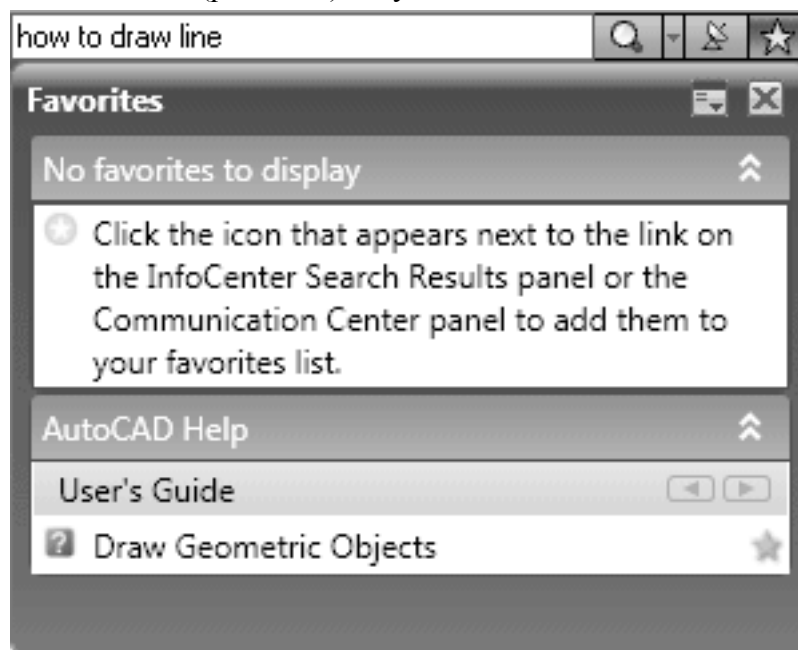 how to draw line
Favorites
No favorites to display
Click the icon that appears next to the link on
the InfoCenter Search Results panel or the
Communication Center panel to add them to
your favorites list.
AutoCAD Help
User's Guide
Draw Geometric Objects